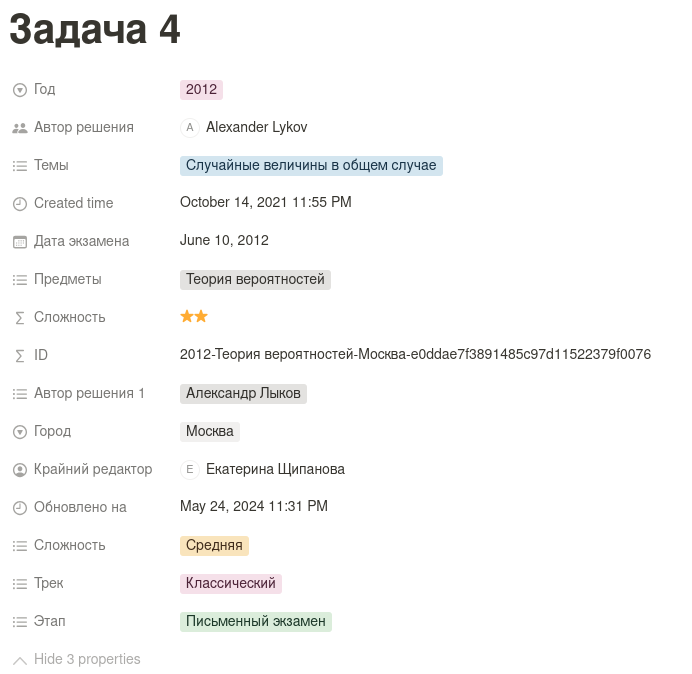 Задача 4
Год 2012
Автор решения A Alexander Lykov
Темы Случайные величины в общем случае
Created time October 14, 2021 11:55 PM
Дата экзамена June 10, 2012
Предметы Теория вероятностей
Сложность ⭐⭐
ID 2012-Теория вероятностей-Москва-e0ddae7f3891485c97d11522379f0076
Автор решения 1 Александр Лыков
Город Москва
Крайний редактор E Екатерина Щипанова
Обновлено на May 24, 2024 11:31 PM
Сложность Средняя
Трек Классический
Этап Письменный экзамен
Hide 3 properties